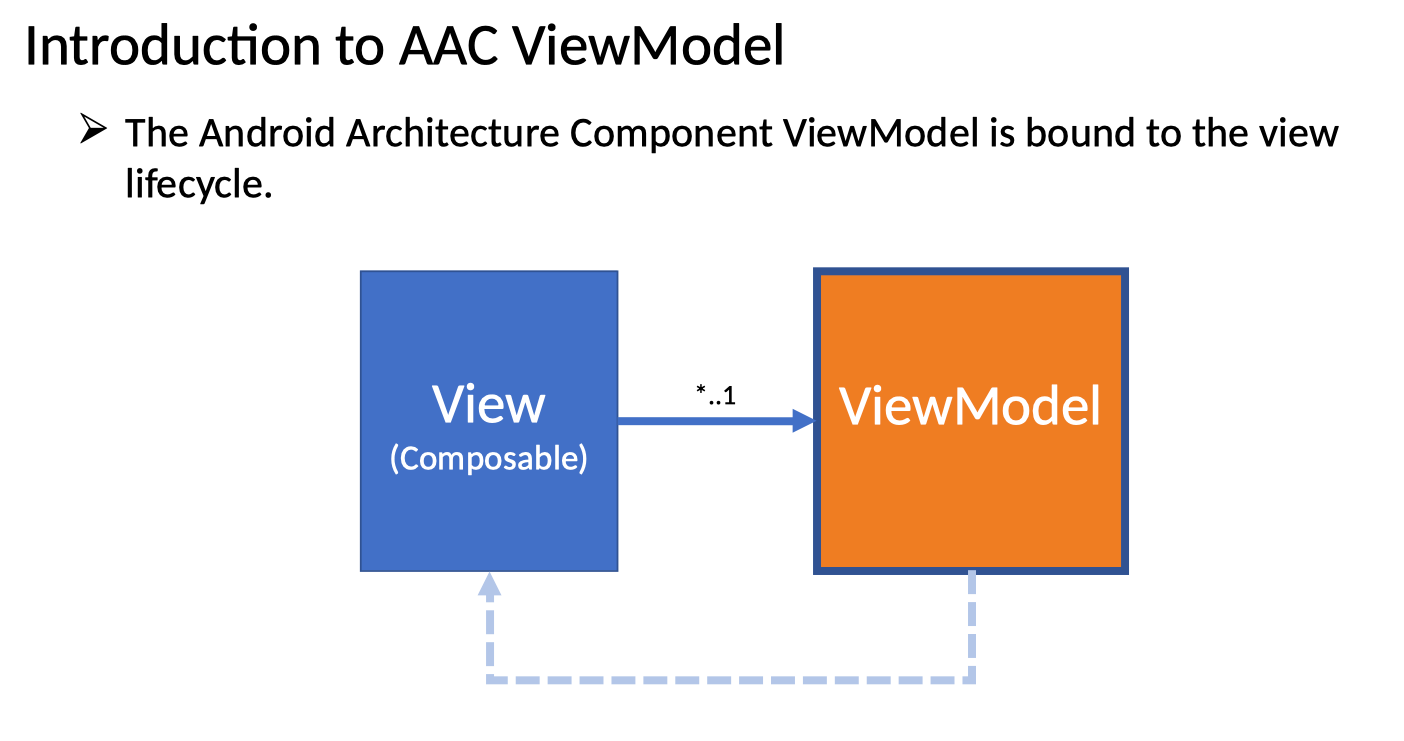 Introduction to AAC ViewModel
➢ The Android Architecture Component ViewModel is bound to the view
lifecycle.
View
(Composable)
*..1
ViewModel